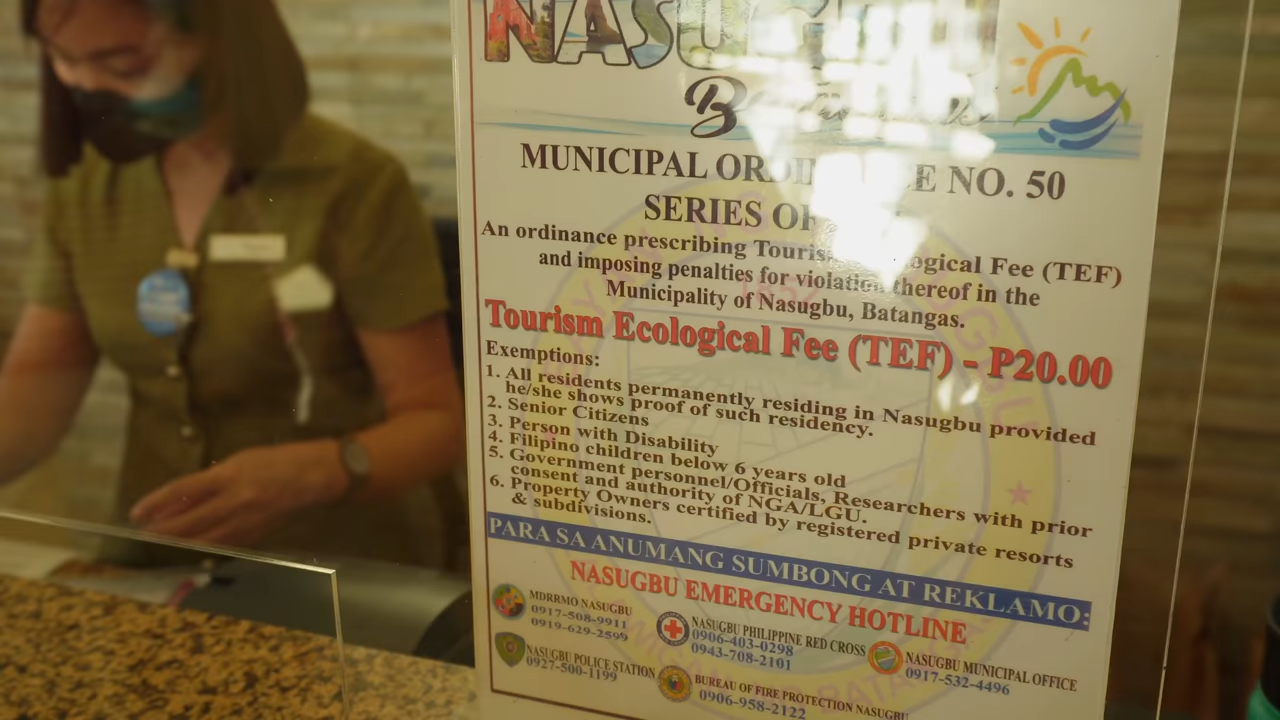 NASUGBU
MUNICIPAL ORDINANCE NO. 50
SERIES OF
An ordinance prescribing Tourism Ecological Fee (TEF)
and imposing penalties for violation thereof in the
Municipality of Nasugbu, Batangas.
Tourism Ecological Fee (TEF) - P20.00
Exemptions:
1. All residents permanently residing in Nasugbu provided
he/she shows proof of such residency.
2. Senior Citizens
3. Person with Disability
4. Filipino children below 6 years old
5. Government personnel/Officials, Researchers with prior
consent and authority of NGA/LGU.
6. Property Owners certified by registered private resorts
& subdivisions.
PARA SA ANUMANG SUMBONG AT REKLAMO:
NASUGBU EMERGENCY HOTLINE
MDRRMO NASUGBU
0917-508-9911
0919-629-2599
NASUGBU PHILIPPINE RED CROSS
0906-403-0298
0943-708-2101
NASUGBU MUNICIPAL OFFICE
0917-532-4496
NASUGBU POLICE STATION
0927-500-1199
BUREAU OF FIRE PROTECTION NASUGBU
0906-958-2122